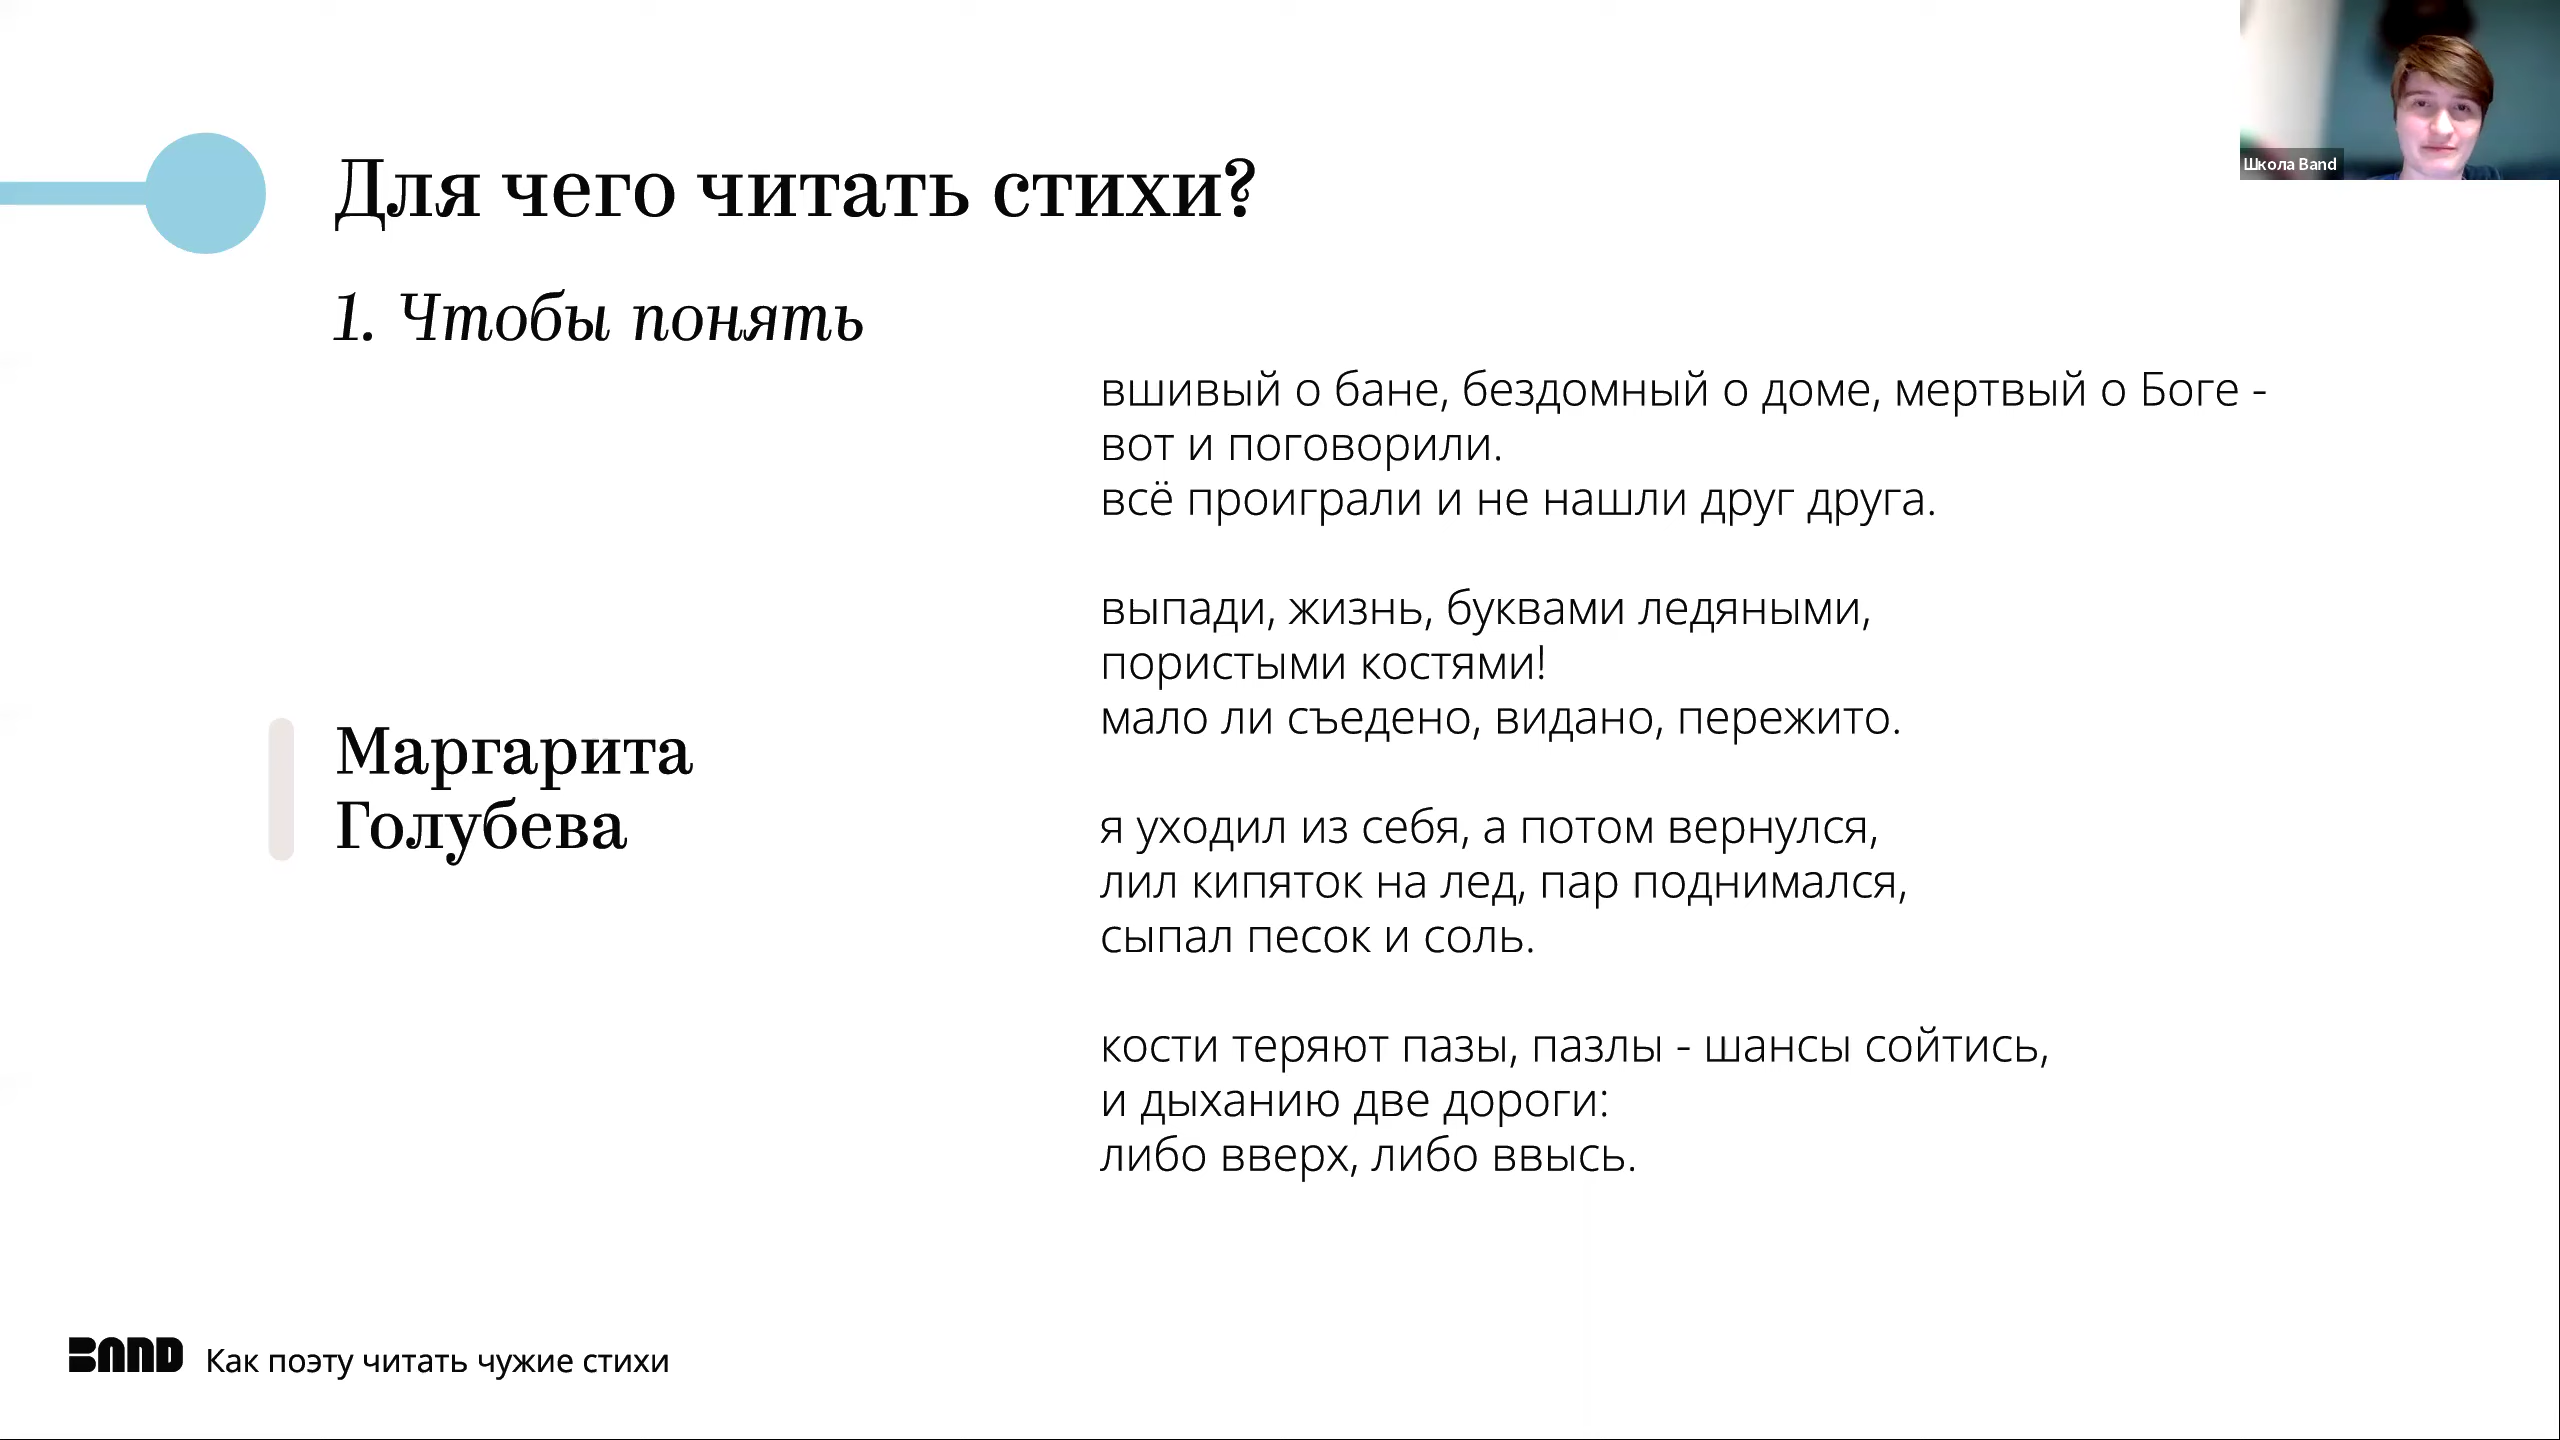 Школа Band
Для чего читать стихи?
1. Чтобы понять
вшивый о бане, бездомный о доме, мертвый о Боге -
вот и поговорили.
всё проиграли и не нашли друг друга.
выпади, жизнь, буквами ледяными,
пористыми костями!
мало ли съедено, видано, пережито.
я уходил из себя, а потом вернулся,
лил кипяток на лед, пар поднимался,
сыпал песок и соль.
кости теряют пазы, пазлы - шансы сойтись,
и дыханию две дороги:
либо вверх, либо ввысь.
Маргарита
Голубева
BAND Как поэту читать чужие стихи